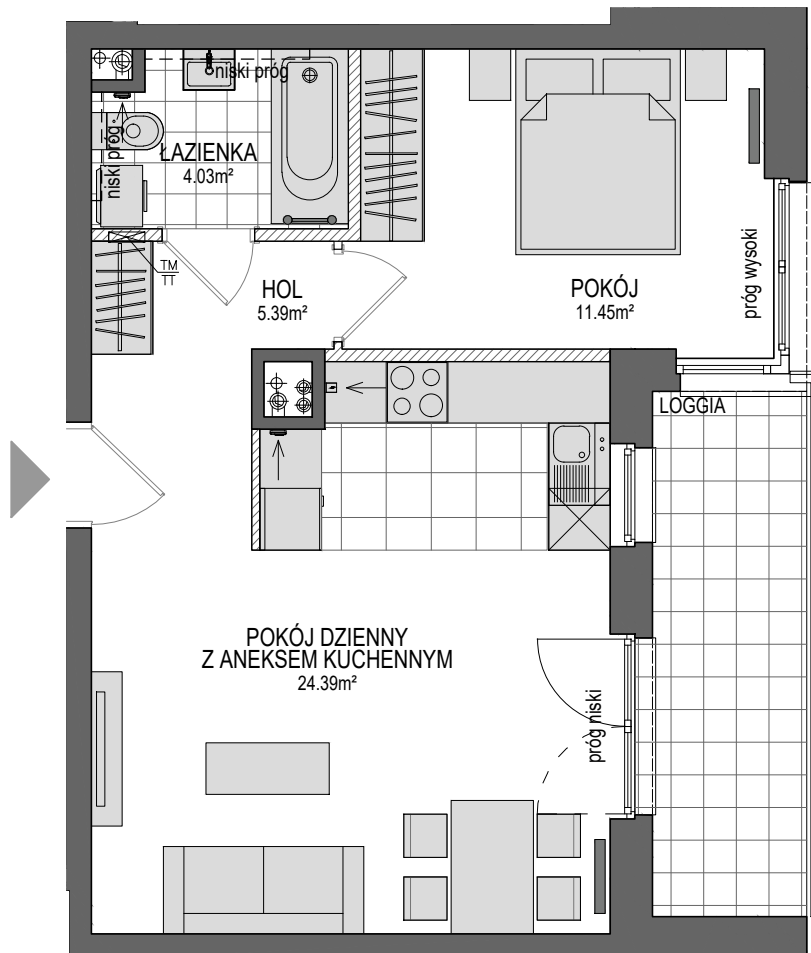 niski próg
ŁAZIENKA
4.03m²
niski próg
TM
TT
HOL
5.39m²
POKÓJ
11.45m²
próg wysoki
LOGGIA
POKÓJ DZIENNY
Z ANEKSEM KUCHENNYM
24.39m²
próg niski